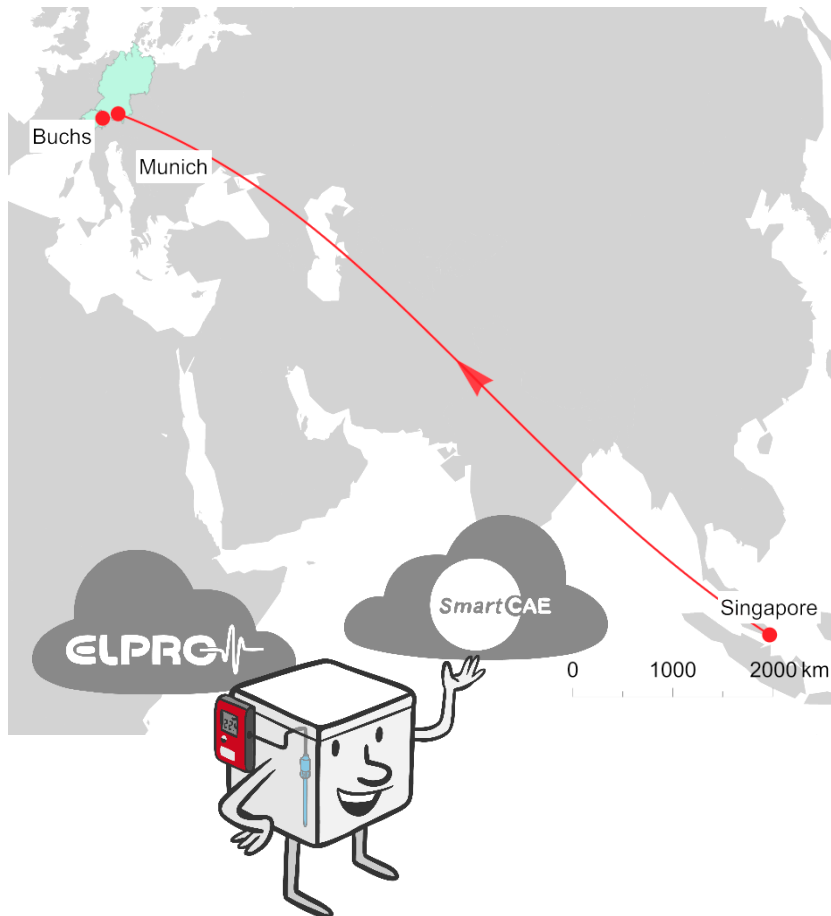 Buchs
Munich
Singapore
0 1000 2000 km
SmartCAE
ELPRO